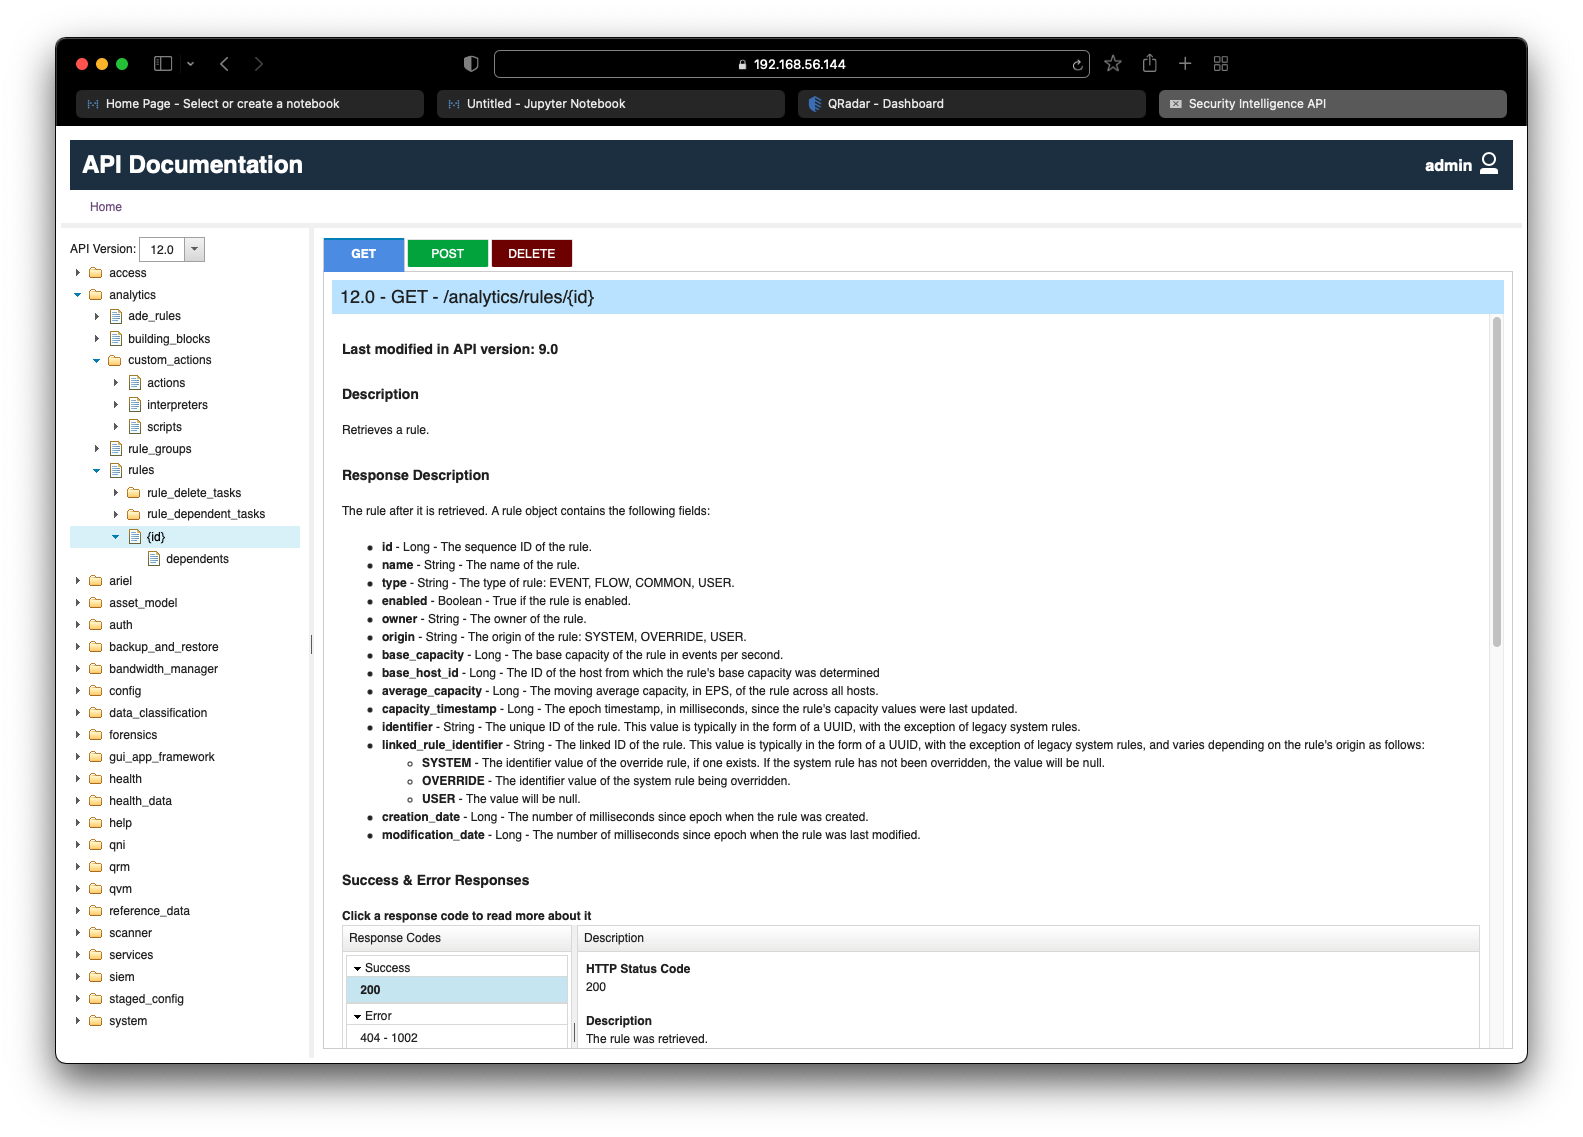 192.168.56.144
Home Page - Select or create a notebook
Untitled - Jupyter Notebook
QRadar - Dashboard
Security Intelligence API
API Documentation
admin
Home
API Version: 12.0
access
analytics
ade_rules
building_blocks
custom_actions
actions
interpreters
scripts
rule_groups
rules
rule_delete_tasks
rule_dependent_tasks
{id}
dependents
ariel
asset_model
auth
backup_and_restore
bandwidth_manager
config
data_classification
forensics
gui_app_framework
health
health_data
help
qni
qrm
qvm
reference_data
scanner
services
siem
staged_config
system
GET
POST
DELETE
12.0 - GET - /analytics/rules/{id}
Last modified in API version: 9.0
Description
Retrieves a rule.
Response Description
The rule after it is retrieved. A rule object contains the following fields:
id - Long - The sequence ID of the rule.
name - String - The name of the rule.
type - String - The type of rule: EVENT, FLOW, COMMON, USER.
enabled - Boolean - True if the rule is enabled.
owner - String - The owner of the rule.
origin - String - The origin of the rule: SYSTEM, OVERRIDE, USER.
base_capacity - Long - The base capacity of the rule in events per second.
base_host_id - Long - The ID of the host from which the rule's base capacity was determined
average_capacity - Long - The moving average capacity, in EPS, of the rule across all hosts.
capacity_timestamp - Long - The epoch timestamp, in milliseconds, since the rule's capacity values were last updated.
identifier - String - The unique ID of the rule. This value is typically in the form of a UUID, with the exception of legacy system rules.
linked_rule_identifier - String - The linked ID of the rule. This value is typically in the form of a UUID, with the exception of legacy system rules, and varies depending on the rule's origin as follows:
SYSTEM - The identifier value of the override rule, if one exists. If the system rule has not been overridden, the value will be null.
OVERRIDE - The identifier value of the system rule being overridden.
USER - The value will be null.
creation_date - Long - The number of milliseconds since epoch when the rule was created.
modification_date - Long - The number of milliseconds since epoch when the rule was last modified.
Success & Error Responses
Click a response code to read more about it
Response Codes
Success
200
Error
404 - 1002
Description
HTTP Status Code
200
Description
The rule was retrieved.